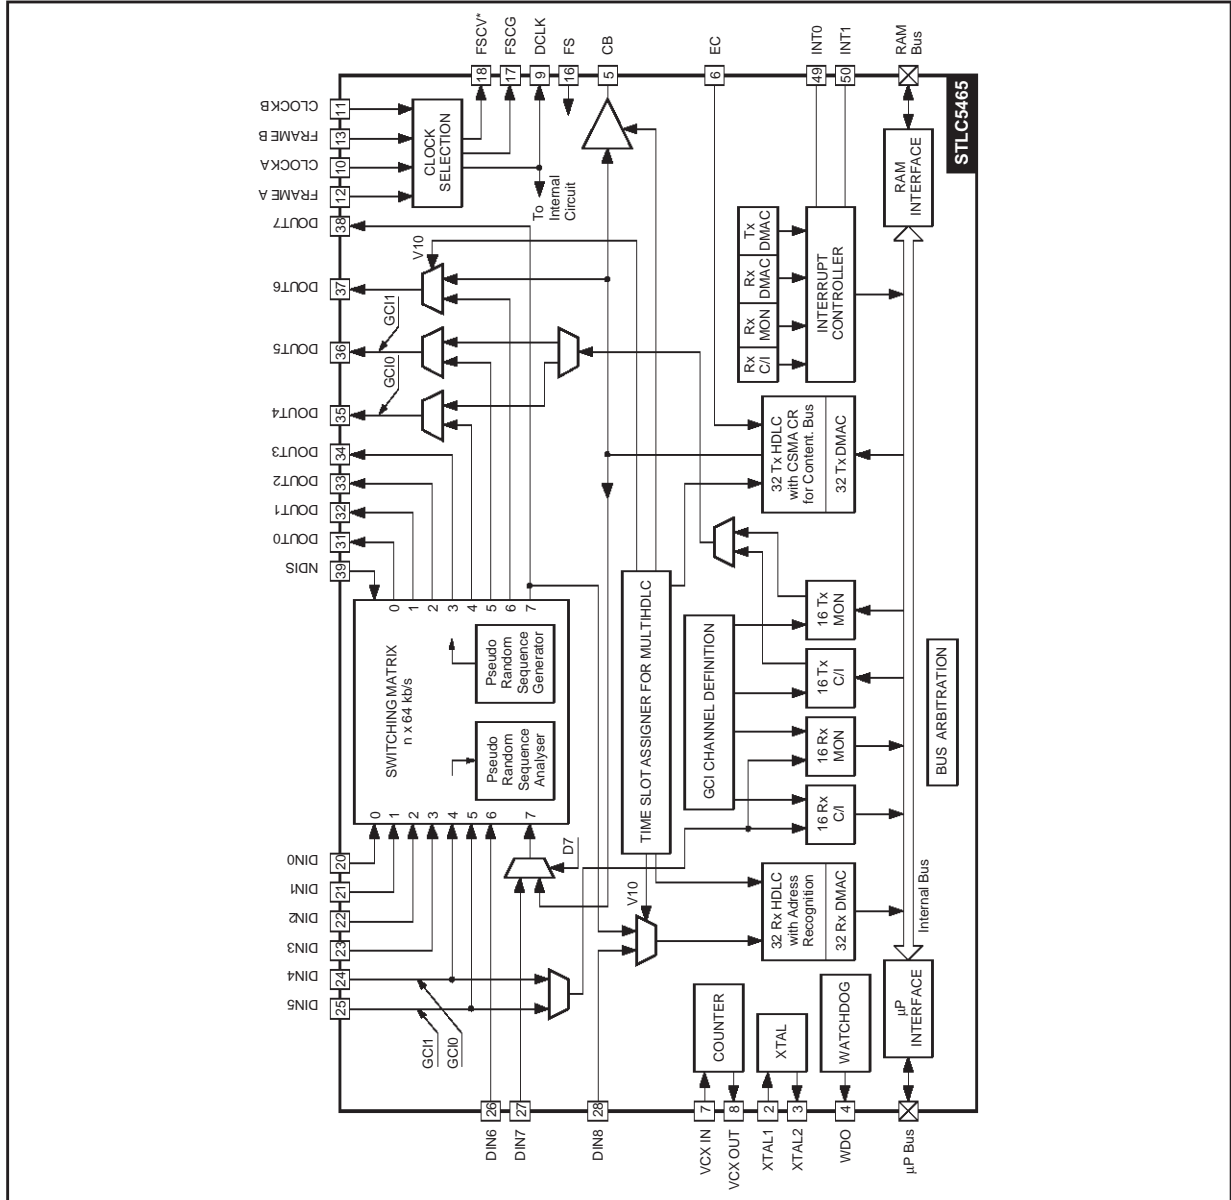 FSCV*
FSCG
DCLK
FS
CB
EC
INT0
INT1
RAM
Bus
18
17
9
16
5
6
49
50
STLC5465
CLOCKB
11
FRAME B
13
CLOCKA
10
FRAME A
12
CLOCK
SELECTION
To
Internal
Circuit
RAM
INTERFACE
DOUT7
38
DOUT6
37
DOUT5
36
DOUT4
35
DOUT3
34
DOUT2
33
DOUT1
32
DOUT0
31
NDIS
39
V10
GCI1
GCI0
Tx
DMAC
Rx
DMAC
Rx
MON
Rx
C/I
INTERRUPT
CONTROLLER
32 Tx HDLC
with CSMA CR
for Content. Bus
32 Tx DMAC
0
1
2
3
4
5
6
7
SWITCHING MATRIX
n x 64 kb/s
Pseudo
Random
Sequence
Generator
Pseudo
Random
Sequence
Analyser
0
1
2
3
4
5
6
7
TIME SLOT ASSIGNER FOR MULTIHDLC
GCI CHANNEL DEFINITION
16 Tx
MON
16 Tx
C/I
16 Rx
MON
16 Rx
C/I
BUS ARBITRATION
DIN0
20
DIN1
21
DIN2
22
DIN3
23
DIN4
24
DIN5
25
D7
V10
32 Rx HDLC
with Adress
Recognition
32 Rx DMAC
Internal Bus
GCI1
GCI0
COUNTER
XTAL
WATCHDOG
µP
INTERFACE
26
27
28
7
8
2
3
4
DIN6
DIN7
DIN8
VCX IN
VCX OUT
XTAL1
XTAL2
WDO
µP Bus